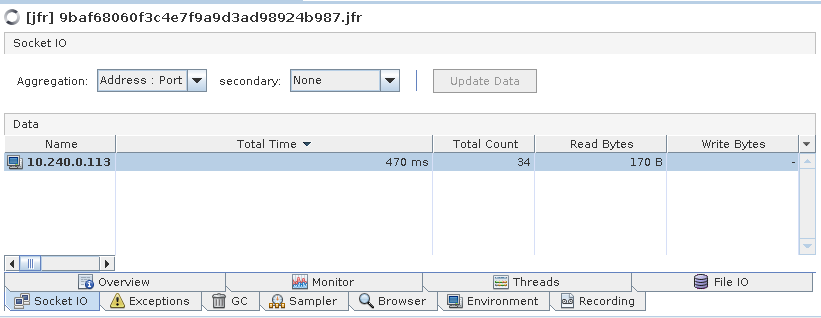 [jfr] 9baf68060f3c4e7f9a9d3ad98924b987.jfr
Socket IO
Aggregation: Address : Port secondary: None Update Data
Data
Name Total Time Total Count Read Bytes Write Bytes
10.240.0.113 470 ms 34 170 B -
Overview Monitor Threads File IO
Socket IO Exceptions GC Sampler Browser Environment Recording